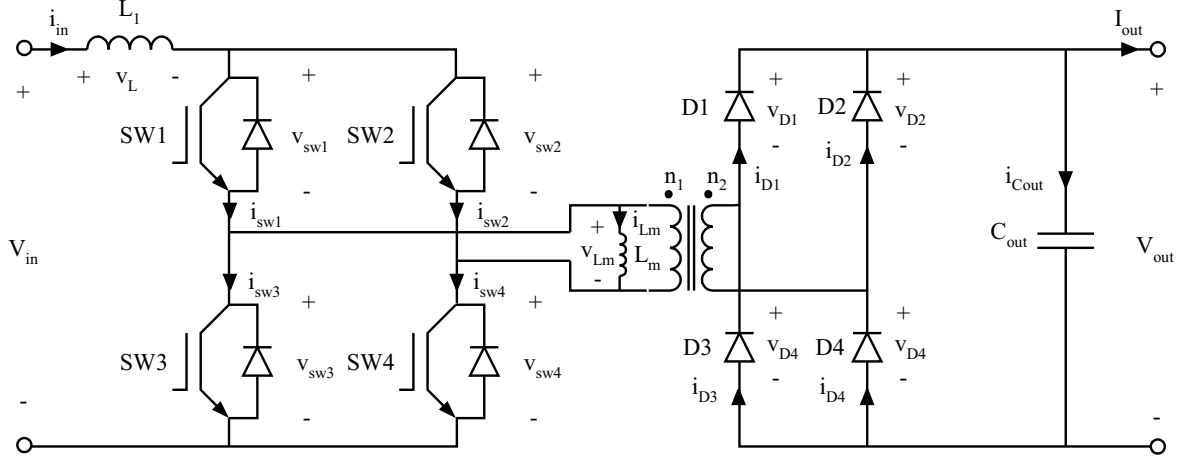 i_in L_1 I_out
+ v_L - + + + +
+ D1 v_D1 D2 v_D2 +
SW1 v_sw1 SW2 v_sw2 - -
- - i_D1 i_D2
i_sw1 i_sw2 n_1 n_2 i_Cout
+ i_Lm
V_in v_Lm L_m C_out V_out
i_sw3 i_sw4 -
+ + + +
SW3 v_sw3 SW4 v_sw4 D3 v_D4 D4 v_D4
- -
- - - i_D3 i_D4 -